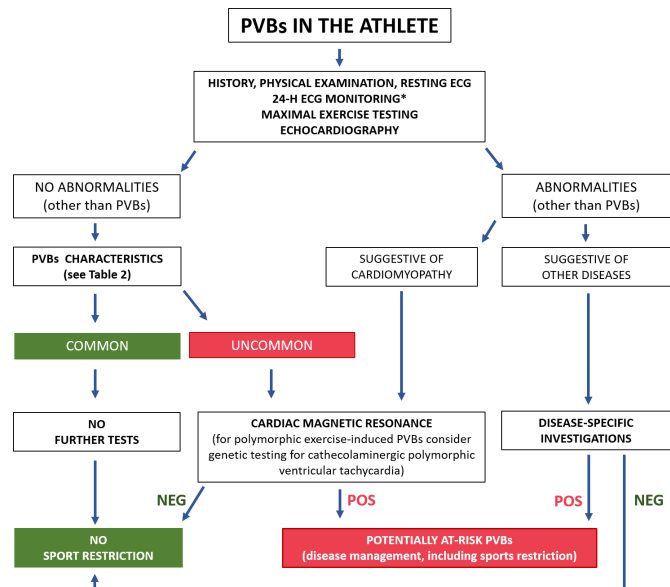 PVBs IN THE ATHLETE
HISTORY, PHYSICAL EXAMINATION, RESTING ECG
24-H ECG MONITORING*
MAXIMAL EXERCISE TESTING
ECHOCARDIOGRAPHY
NO ABNORMALITIES
(other than PVBs)
ABNORMALITIES
(other than PVBs)
PVBs CHARACTERISTICS
(see Table 2)
SUGGESTIVE OF
CARDIOMYOPATHY
SUGGESTIVE OF
OTHER DISEASES
COMMON
UNCOMMON
NO
FURTHER TESTS
CARDIAC MAGNETIC RESONANCE
(for polymorphic exercise-induced PVBs consider
genetic testing for cathecolaminergic polymorphic
ventricular tachycardia)
DISEASE-SPECIFIC
INVESTIGATIONS
NEG
POS
POS
NEG
NO
SPORT RESTRICTION
POTENTIALLY AT-RISK PVBs
(disease management, including sports restriction)